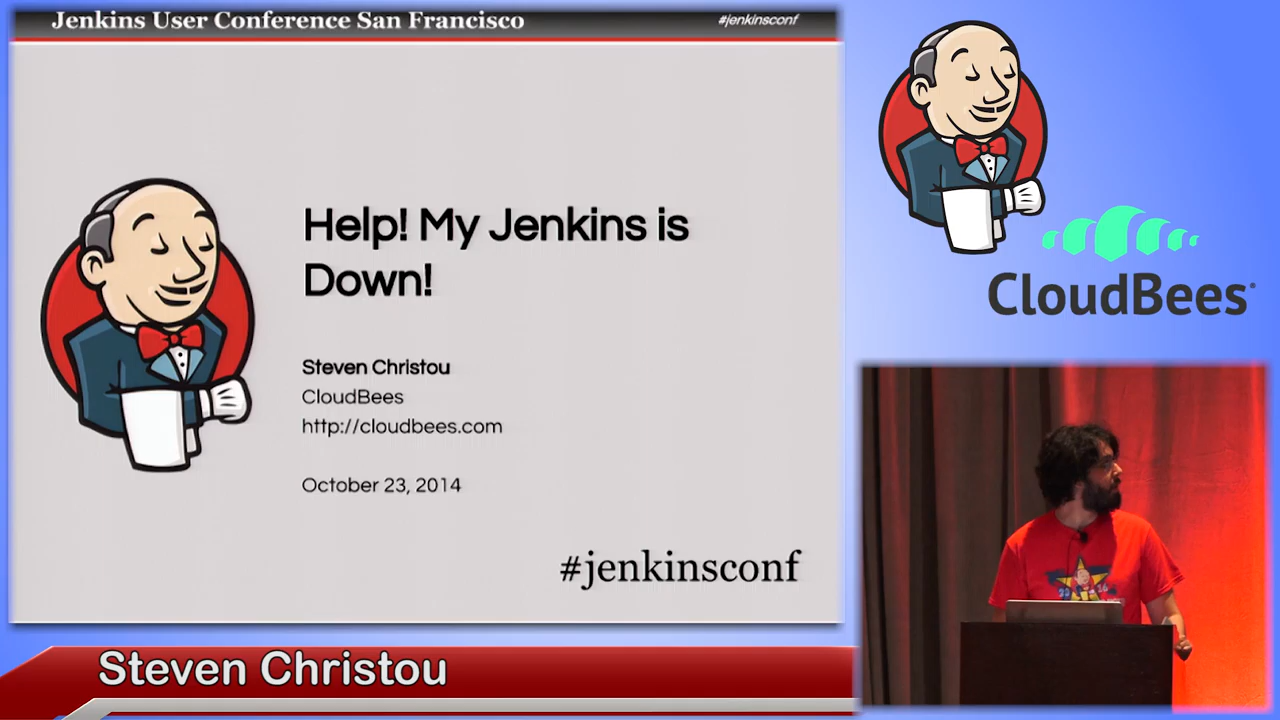 Jenkins User Conference San Francisco
#jenkinsconf
Help! My Jenkins is
Down!
Steven Christou
CloudBees
http://cloudbees.com
October 23, 2014
#jenkinsconf
CloudBees
Steven Christou